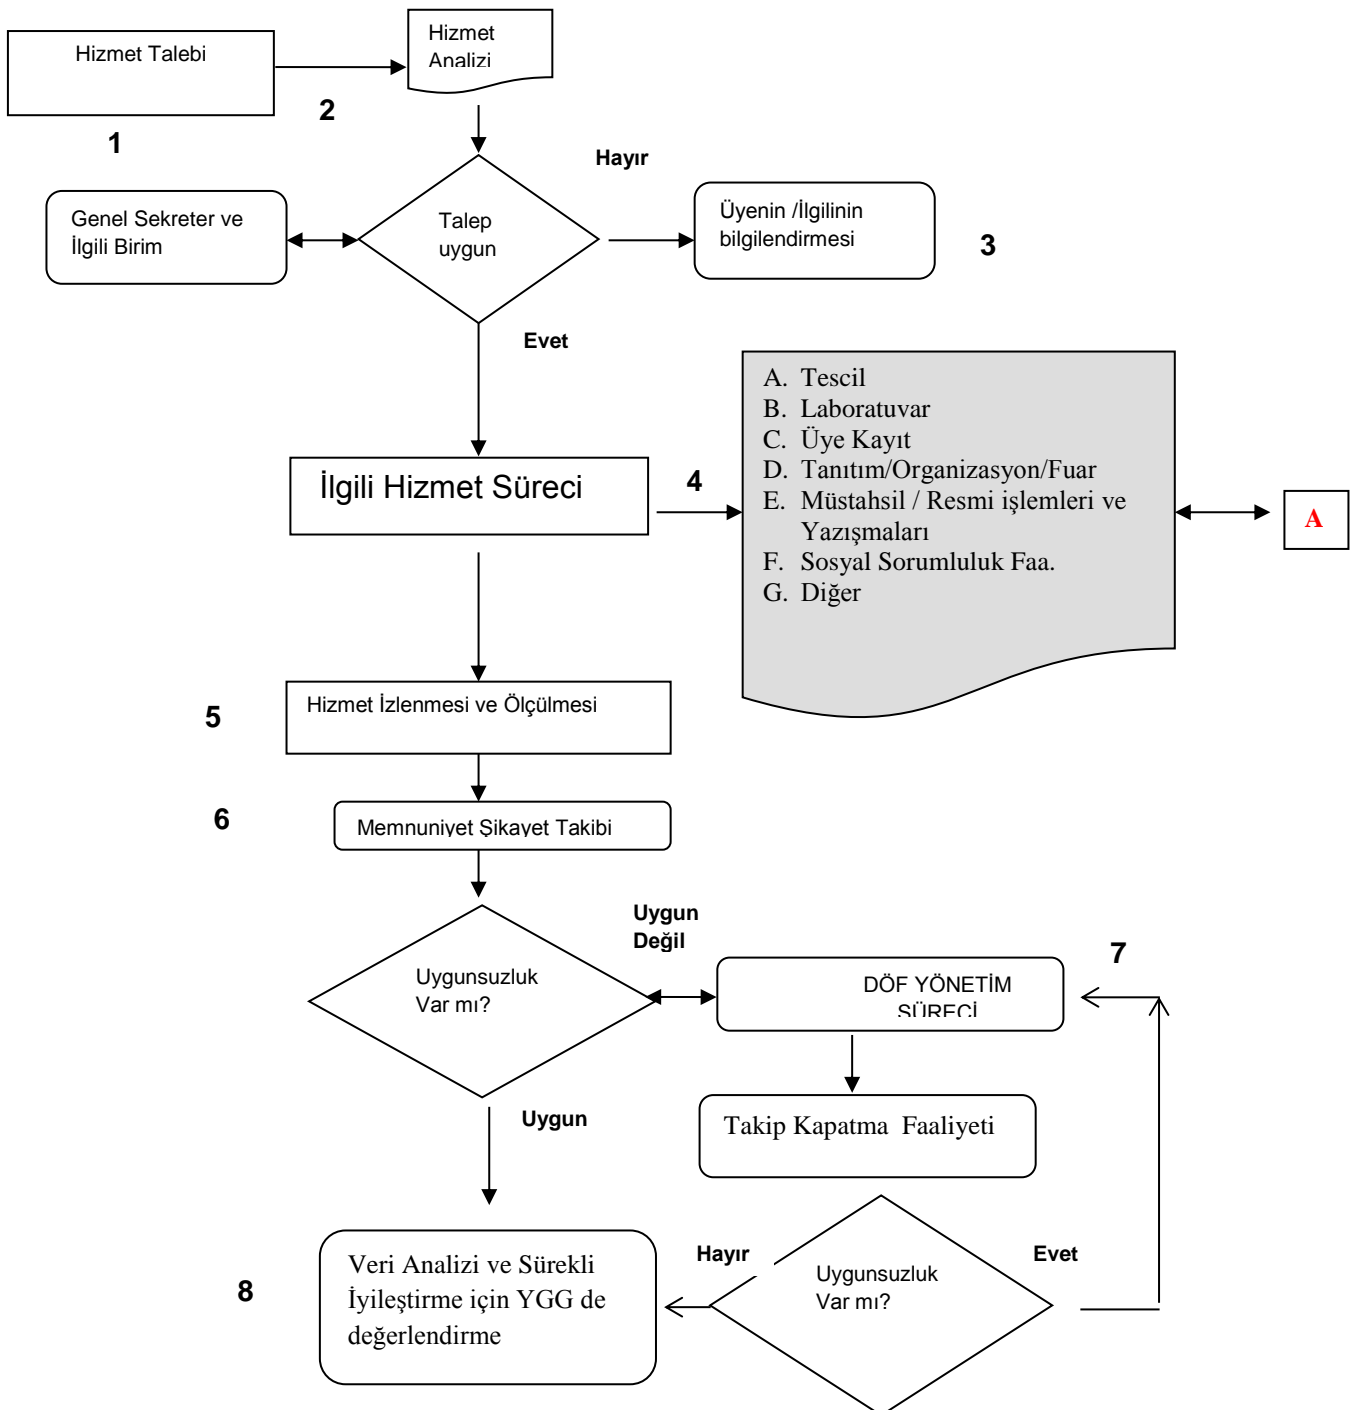 Hizmet Talebi
Hizmet
Analizi
2
1
Hayır
Genel Sekreter ve
İlgili Birim
Talep
uygun
Üyenin /İlgilinin
bilgilendirmesi
3
Evet
A. Tescil
B. Laboratuvar
C. Üye Kayıt
D. Tanıtım/Organizasyon/Fuar
E. Müstahsil / Resmi işlemleri ve
Yazışmaları
F. Sosyal Sorumluluk Faa.
G. Diğer
İlgili Hizmet Süreci
4
A
5
Hizmet İzlenmesi ve Ölçülmesi
6
Memnuniyet Şikayet Takibi
Uygun
Değil
7
Uygunsuzluk
Var mı?
DÖF YÖNETİM
SÜRECİ
Uygun
Takip Kapatma Faaliyeti
8
Veri Analizi ve Sürekli
İyileştirme için YGG de
değerlendirme
Hayır
Uygunsuzluk
Var mı?
Evet